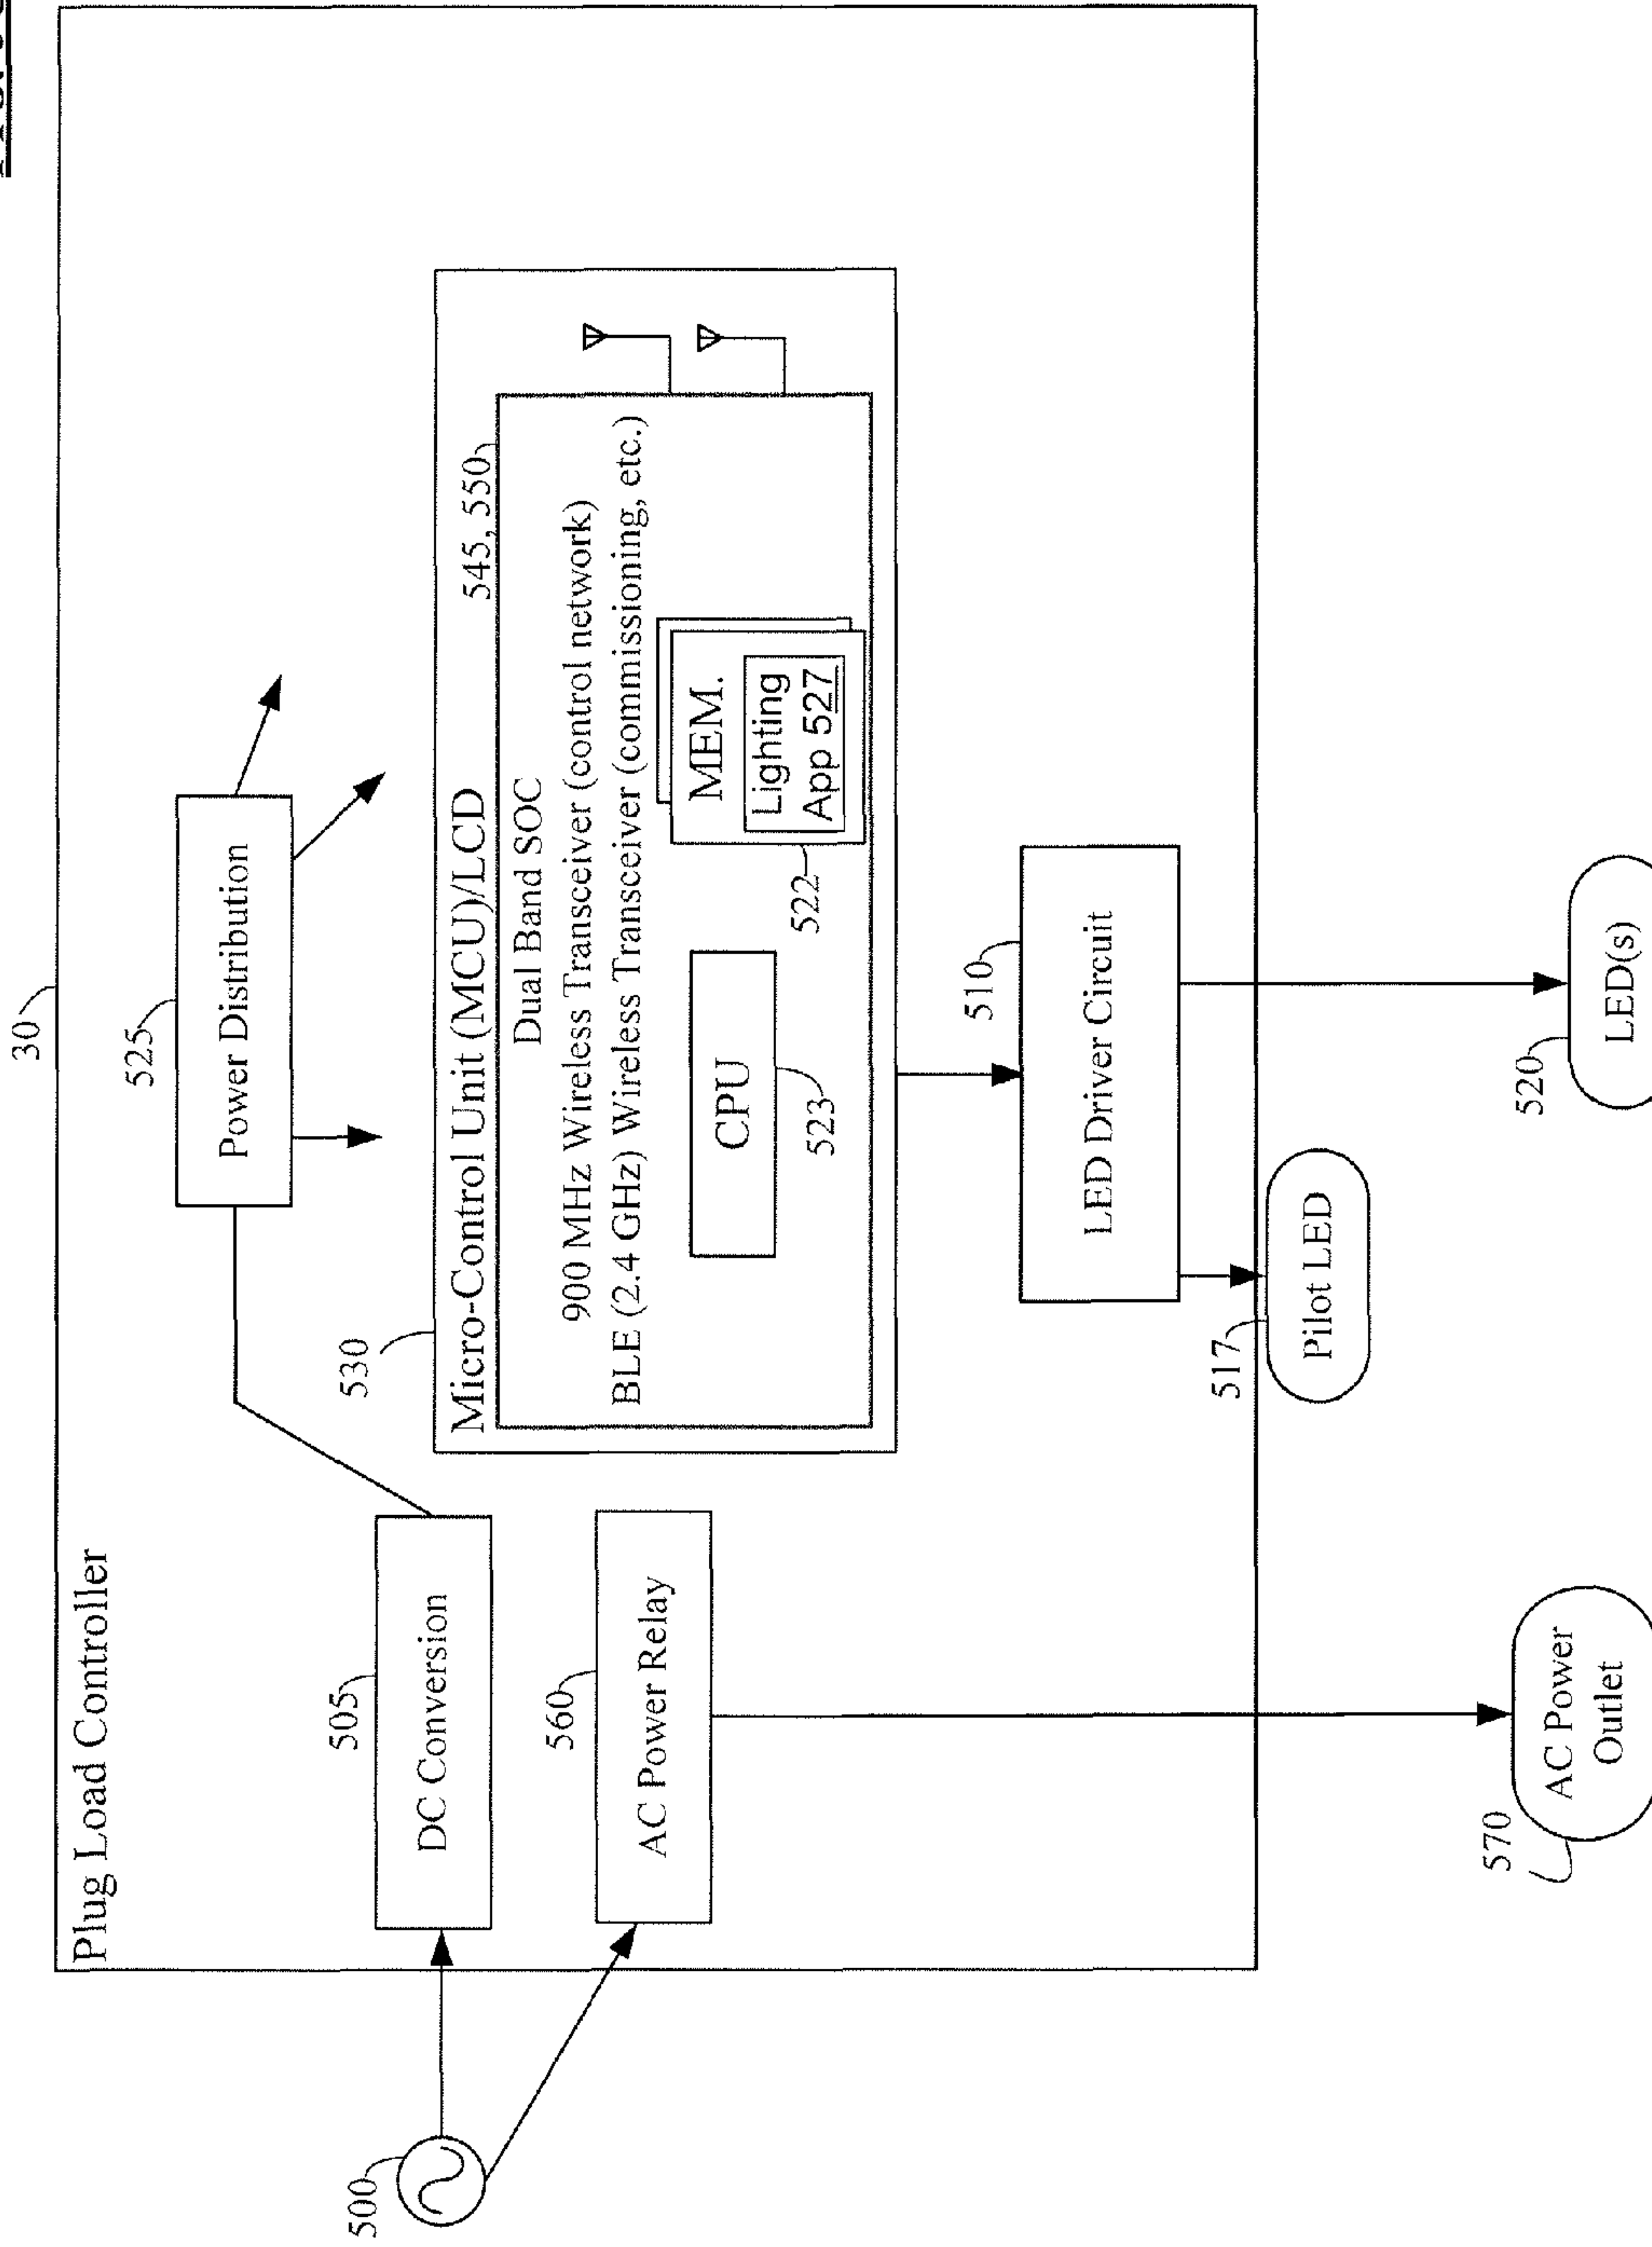 30
Plug Load Controller
525
Power Distribution
505
DC Conversion
530
Micro-Control Unit (MCU)/LCD
545, 550
Dual Band SOC
900 MHz Wireless Transceiver (control network)
BLE (2.4 GHz) Wireless Transceiver (commissioning, etc.)
CPU
523
MEM.
Lighting
App 527
522
500
560
AC Power Relay
510
LED Driver Circuit
517
Pilot LED
570
AC Power
Outlet
520
LED(s)